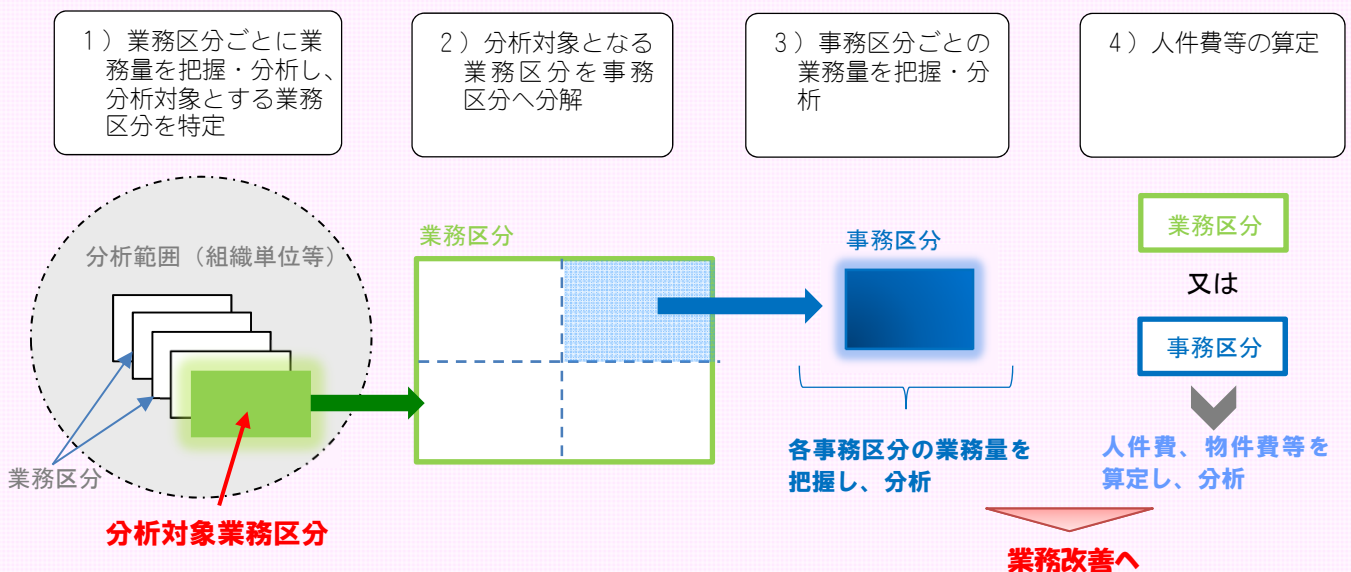 1）業務区分ごとに業
務量を把握・分析し、
分析対象とする業務
区分を特定
2）分析対象となる
業務区分を事務
区分へ分解
3）事務区分ごとの
業務量を把握・分
析
4）人件費等の算定
分析範囲（組織単位等）
業務区分
分析対象業務区分
業務区分
事務区分
各事務区分の業務量を
把握し、分析
業務区分
又は
事務区分
人件費、物件費等を
算定し、分析
業務改善へ